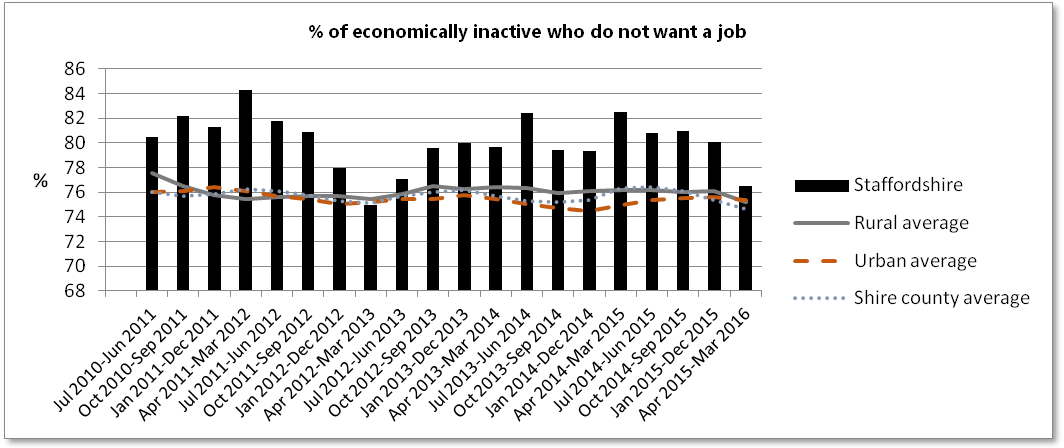 % of economically inactive who do not want a job
86
84
82
80
78
76
74
72
70
68
%
Jul 2010-Jun 2011
Oct 2010-Sep 2011
Jan 2011-Dec 2011
Apr 2011-Mar 2012
Jul 2011-Jun 2012
Oct 2011-Sep 2012
Jan 2012-Dec 2012
Apr 2012-Mar 2013
Jul 2012-Jun 2013
Oct 2012-Sep 2013
Jan 2013-Dec 2013
Apr 2013-Mar 2014
Jul 2013-Jun 2014
Oct 2013-Sep 2014
Jan 2014-Dec 2014
Apr 2014-Mar 2015
Jul 2014-Jun 2015
Oct 2014-Sep 2015
Jan 2015-Dec 2015
Apr 2015-Mar 2016
Staffordshire
Rural average
Urban average
Shire county average